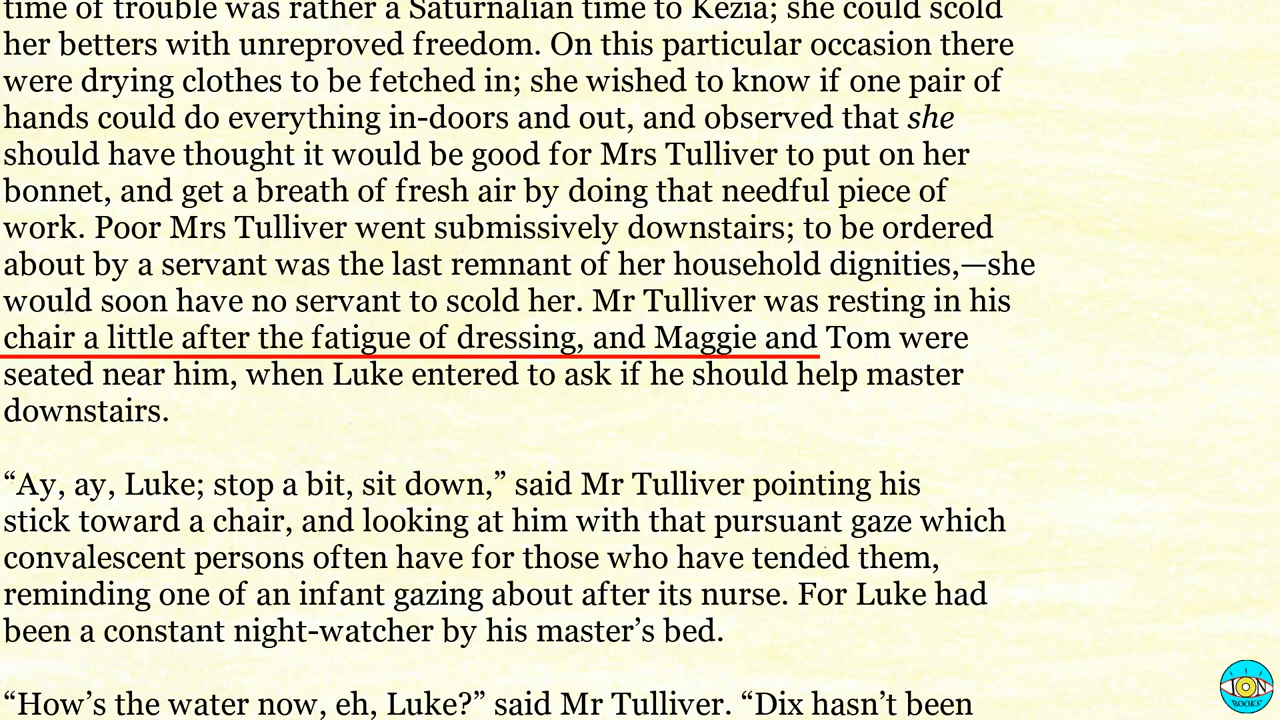 time of trouble was rather a Saturnalian time to Kezia; she could scold
her betters with unreproved freedom. On this particular occasion there
were drying clothes to be fetched in; she wished to know if one pair of
hands could do everything in-doors and out, and observed that she
should have thought it would be good for Mrs Tulliver to put on her
bonnet, and get a breath of fresh air by doing that needful piece of
work. Poor Mrs Tulliver went submissively downstairs; to be ordered
about by a servant was the last remnant of her household dignities,—she
would soon have no servant to scold her. Mr Tulliver was resting in his
chair a little after the fatigue of dressing, and Maggie and Tom were
seated near him, when Luke entered to ask if he should help master
downstairs.
“Ay, ay, Luke; stop a bit, sit down,” said Mr Tulliver pointing his
stick toward a chair, and looking at him with that pursuant gaze which
convalescent persons often have for those who have tended them,
reminding one of an infant gazing about after its nurse. For Luke had
been a constant night-watcher by his master’s bed.
“How’s the water now, eh, Luke?” said Mr Tulliver. “Dix hasn’t been
ION
BOOKS